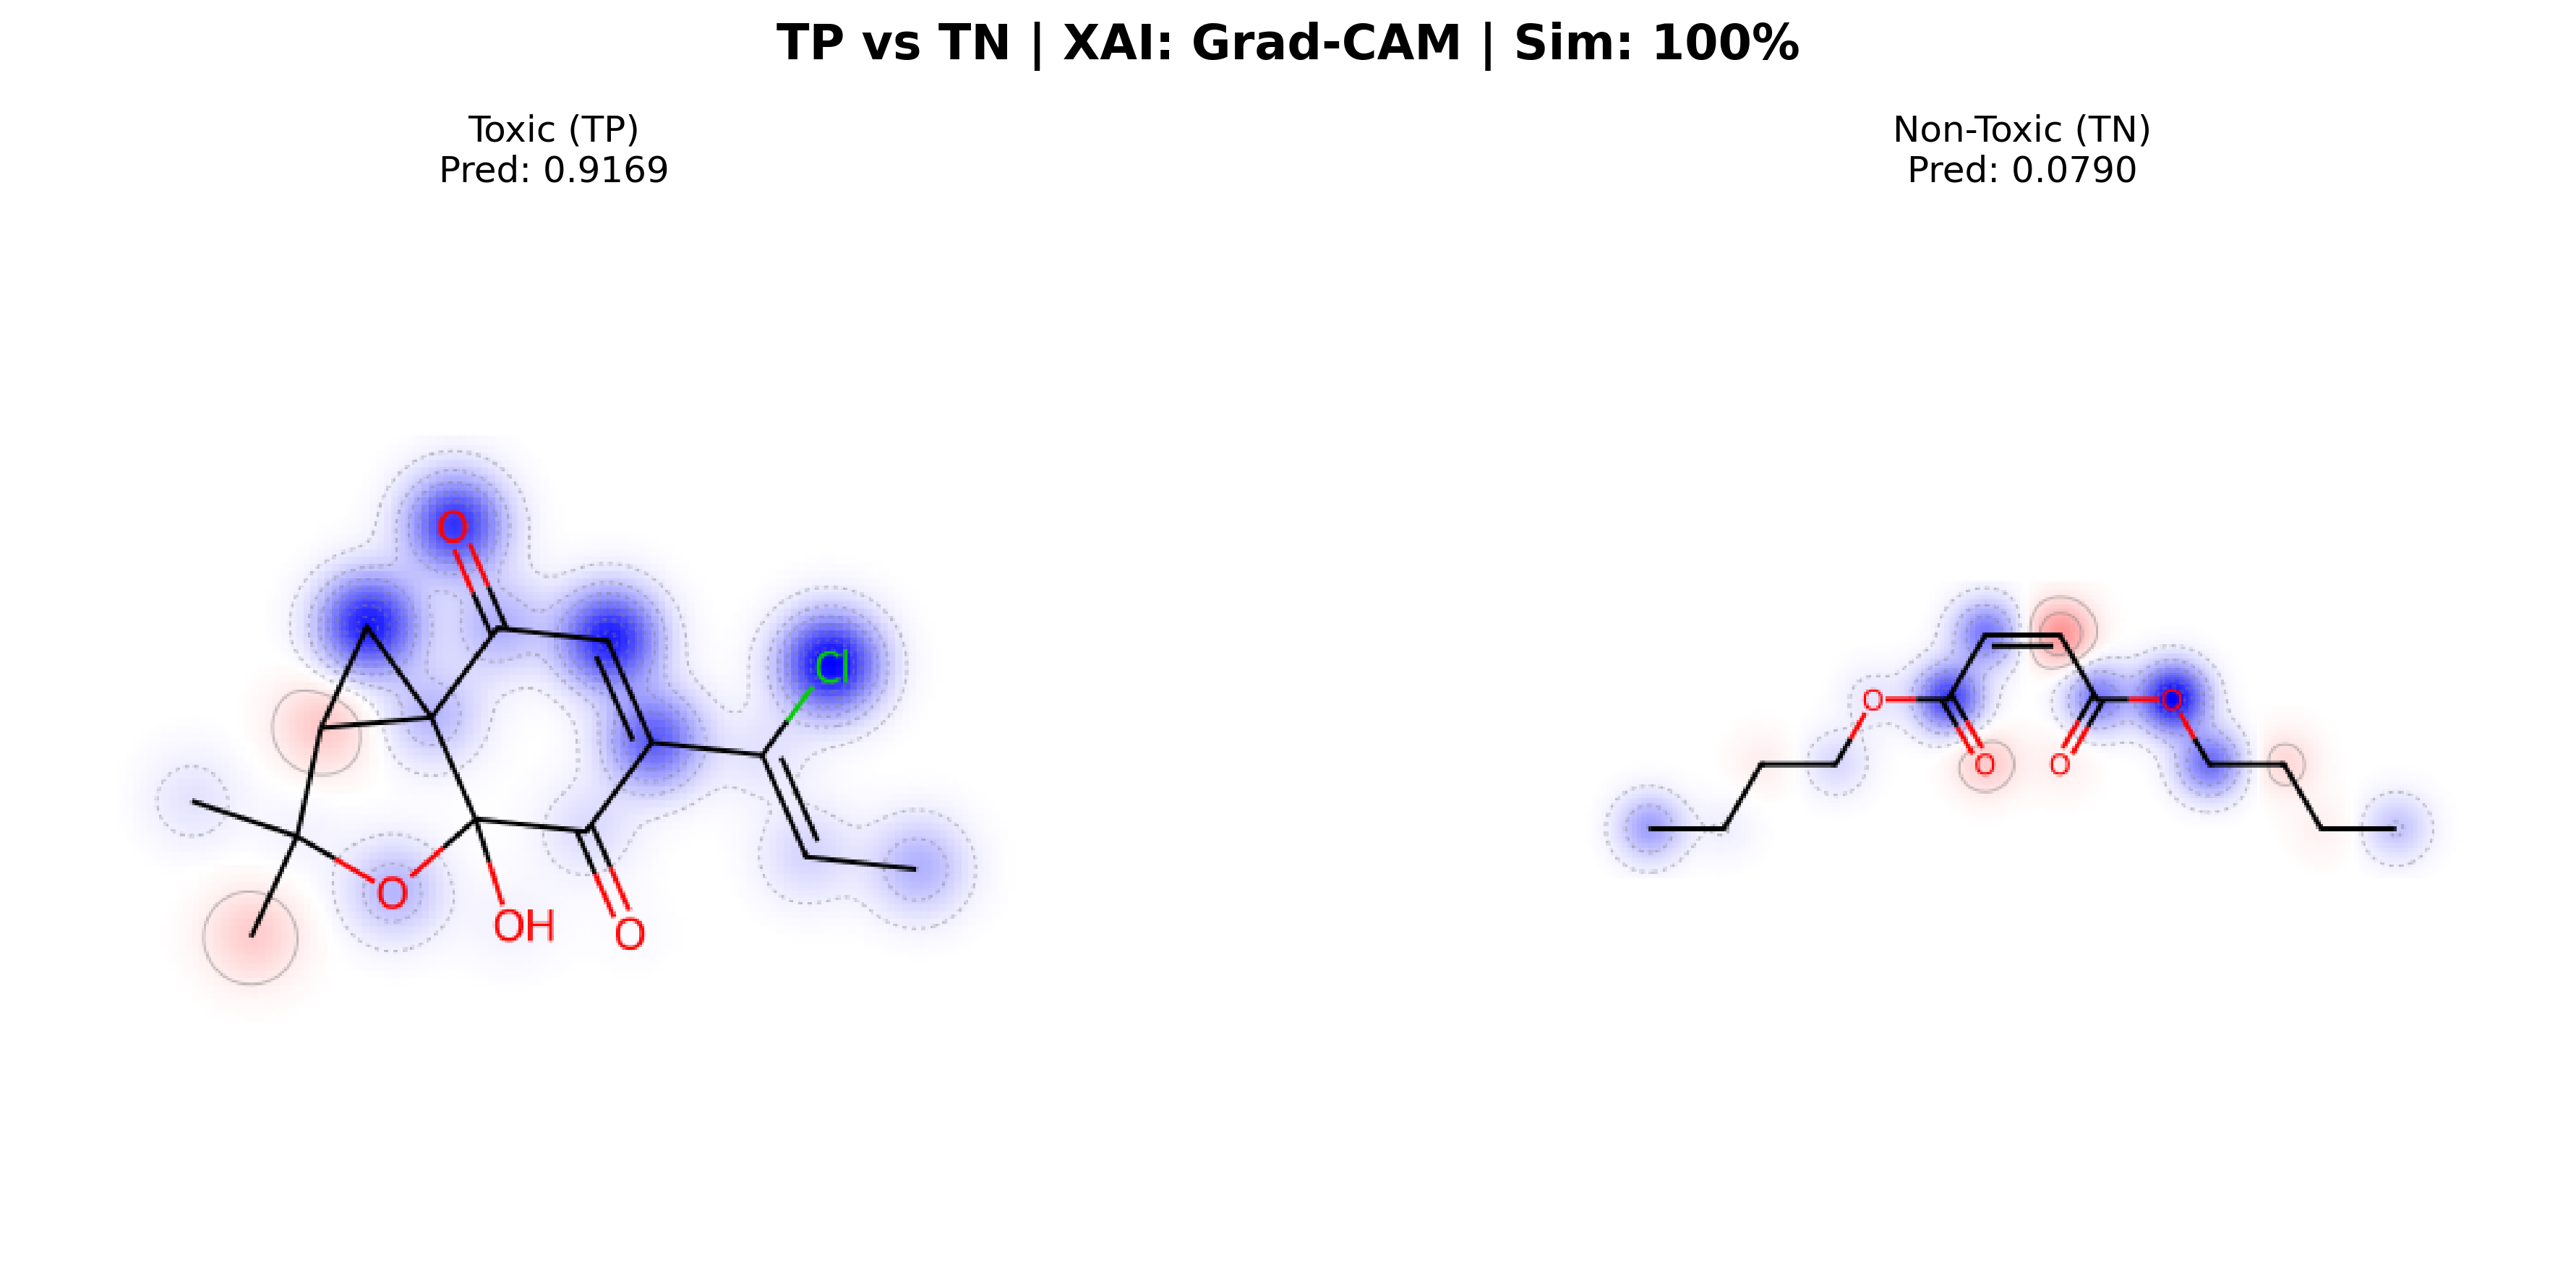 TP vs TN | XAI: Grad-CAM | Sim: 100%
Toxic (TP)
Pred: 0.9169
Non-Toxic (TN)
Pred: 0.0790
O
Cl
O
OH
O
O
O
O
O